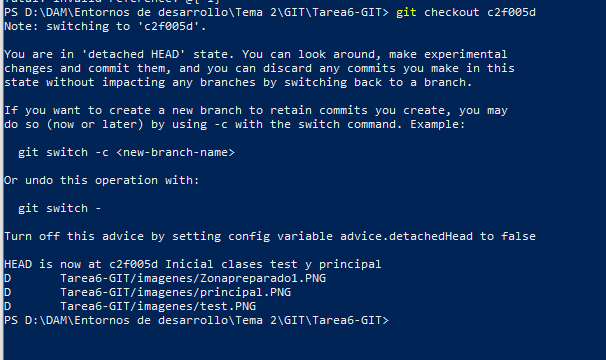 PS D:\DAM\Entornos de desarrollo\Tema 2\GIT\Tarea6-GIT> git checkout c2f005d
Note: switching to 'c2f005d'.
You are in 'detached HEAD' state. You can look around, make experimental
changes and commit them, and you can discard any commits you make in this
state without impacting any branches by switching back to a branch.
If you want to create a new branch to retain commits you create, you may
do so (now or later) by using -c with the switch command. Example:
git switch -c <new-branch-name>
Or undo this operation with:
git switch -
Turn off this advice by setting config variable advice.detachedHead to false
HEAD is now at c2f005d Inicial clases test y principal
D       Tarea6-GIT/imagenes/Zonapreparado1.PNG
D       Tarea6-GIT/imagenes/principal.PNG
D       Tarea6-GIT/imagenes/test.PNG
PS D:\DAM\Entornos de desarrollo\Tema 2\GIT\Tarea6-GIT>